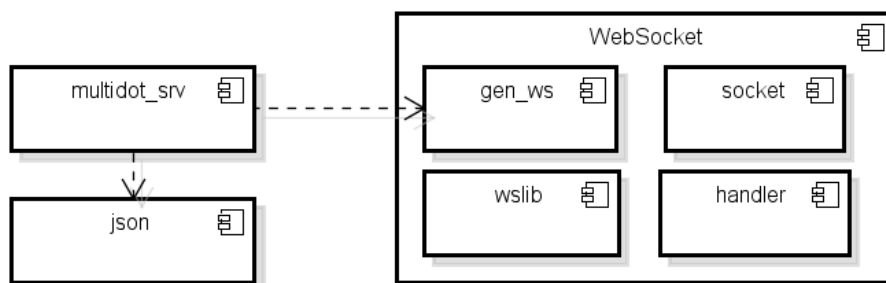 WebSocket
multidot_srv
gen_ws
socket
wslib
handler
json